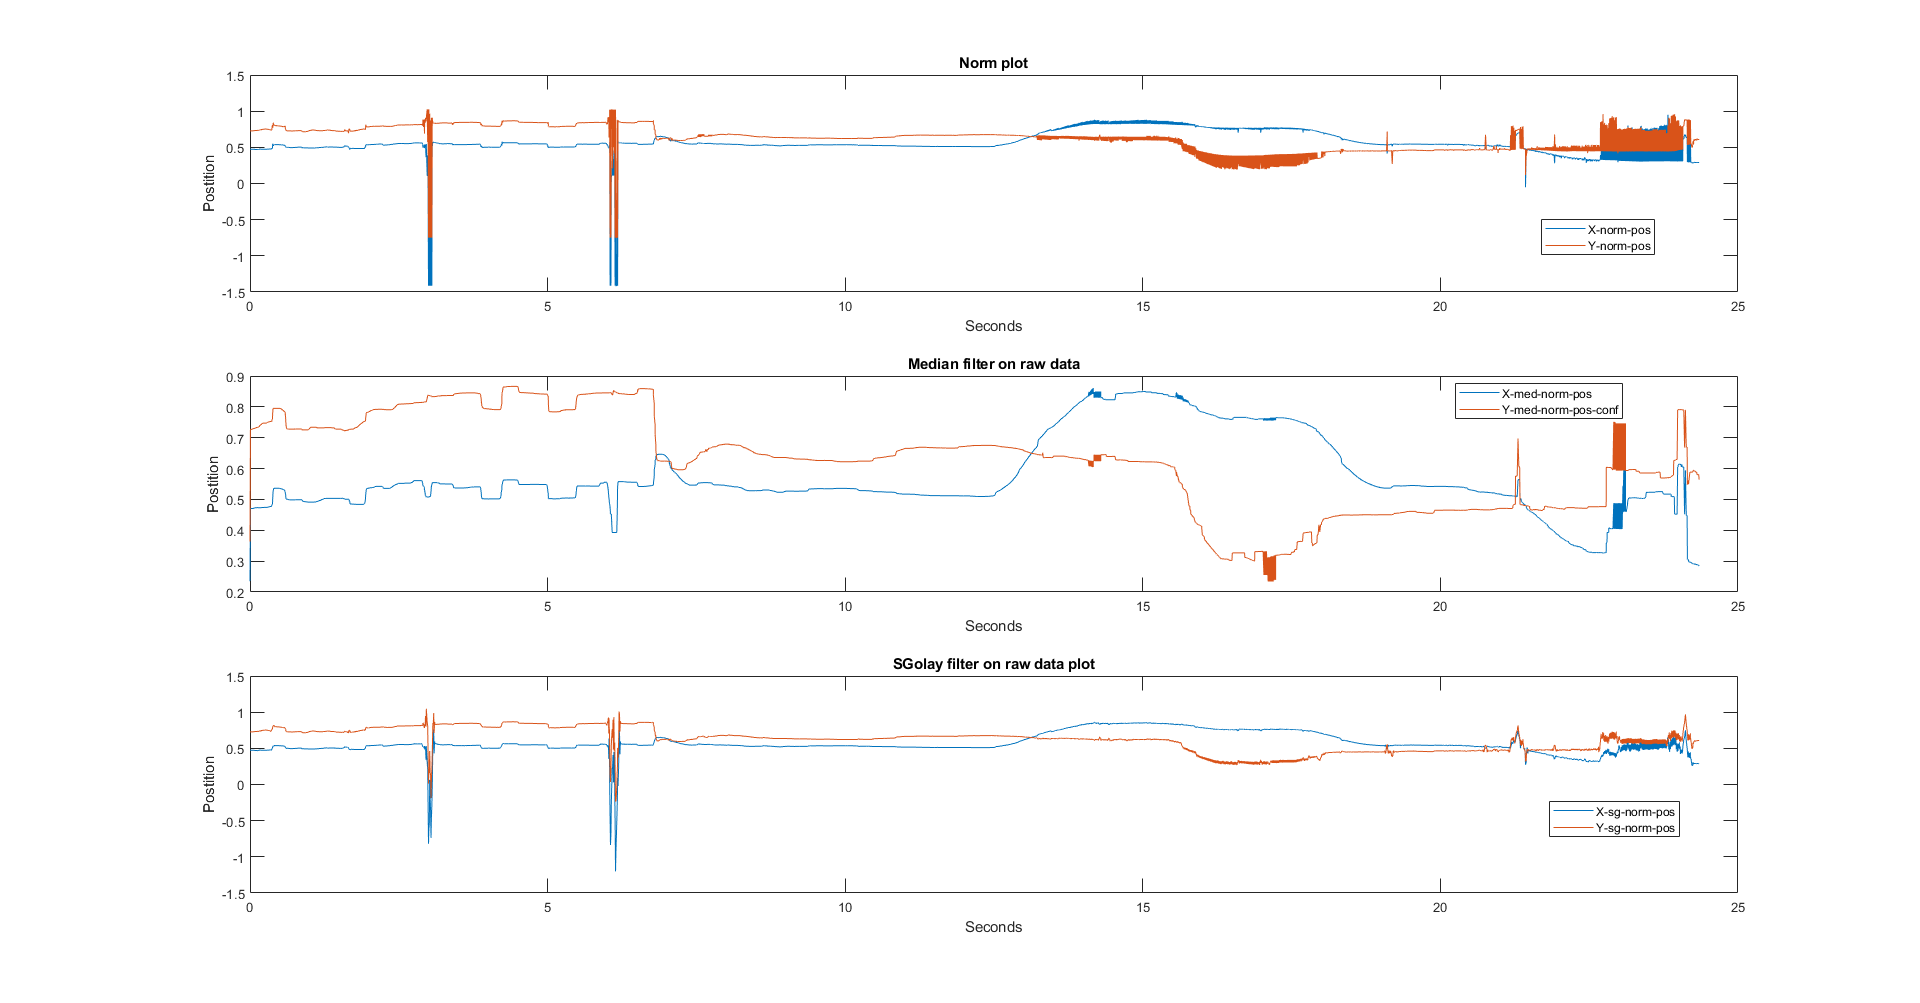 Norm plot
1.5
1
0.5
0
-0.5
-1
-1.5
Postition
X-norm-pos
Y-norm-pos
0 5 10 15 20 25
Seconds
Median filter on raw data
0.9
0.8
0.7
0.6
0.5
0.4
0.3
0.2
Postition
X-med-norm-pos
Y-med-norm-pos-conf
0 5 10 15 20 25
Seconds
SGolay filter on raw data plot
1.5
1
0.5
0
-0.5
-1
-1.5
Postition
X-sg-norm-pos
Y-sg-norm-pos
0 5 10 15 20 25
Seconds